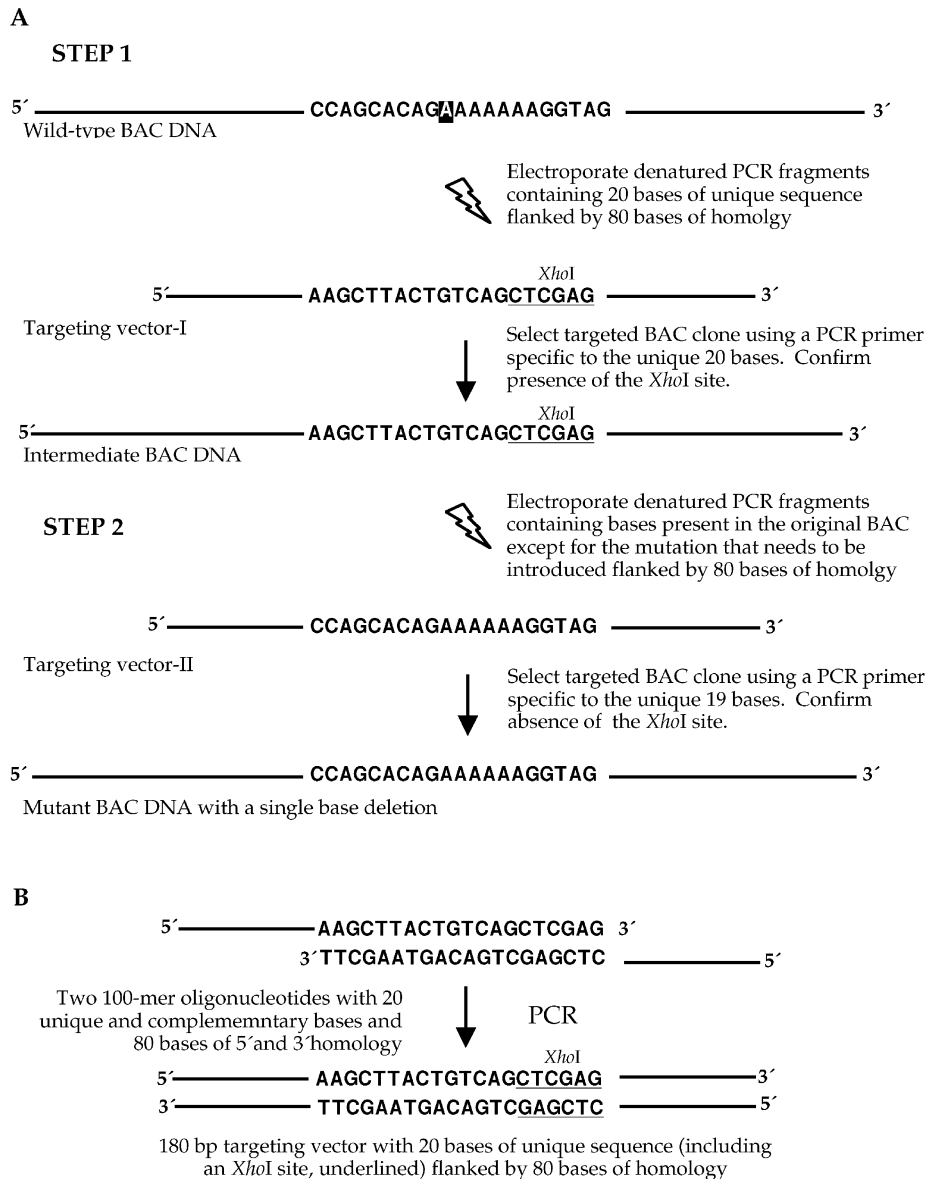 A
STEP 1
5´ CCAGCACAGAAAAAAAGGTAG 3´
Wild-type BAC DNA
Electroporate denatured PCR fragments
containing 20 bases of unique sequence
flanked by 80 bases of homolgy
XhoI
5´ AAGCTTACTGTCAGCTCGAG 3´
Targeting vector-I
Select targeted BAC clone using a PCR primer
specific to the unique 20 bases. Confirm
presence of the XhoI site.
XhoI
5´ AAGCTTACTGTCAGCTCGAG 3´
Intermediate BAC DNA
STEP 2
Electroporate denatured PCR fragments
containing bases present in the original BAC
except for the mutation that needs to be
introduced flanked by 80 bases of homolgy
5´ CCAGCACAGAAAAAAGGTAG 3´
Targeting vector-II
Select targeted BAC clone using a PCR primer
specific to the unique 19 bases. Confirm
absence of the XhoI site.
5´ CCAGCACAGAAAAAAGGTAG 3´
Mutant BAC DNA with a single base deletion
B
5´ AAGCTTACTGTCAGCTCGAG 3´
3´TTCGAATGACAGTCGAGCTC 5´
Two 100-mer oligonucleotides with 20
unique and complememntary bases and
80 bases of 5´and 3´homology
PCR
XhoI
5´ AAGCTTACTGTCAGCTCGAG 3´
3´ TTCGAATGACAGTCGAGCTC 5´
180 bp targeting vector with 20 bases of unique sequence (including
an XhoI site, underlined) flanked by 80 bases of homology